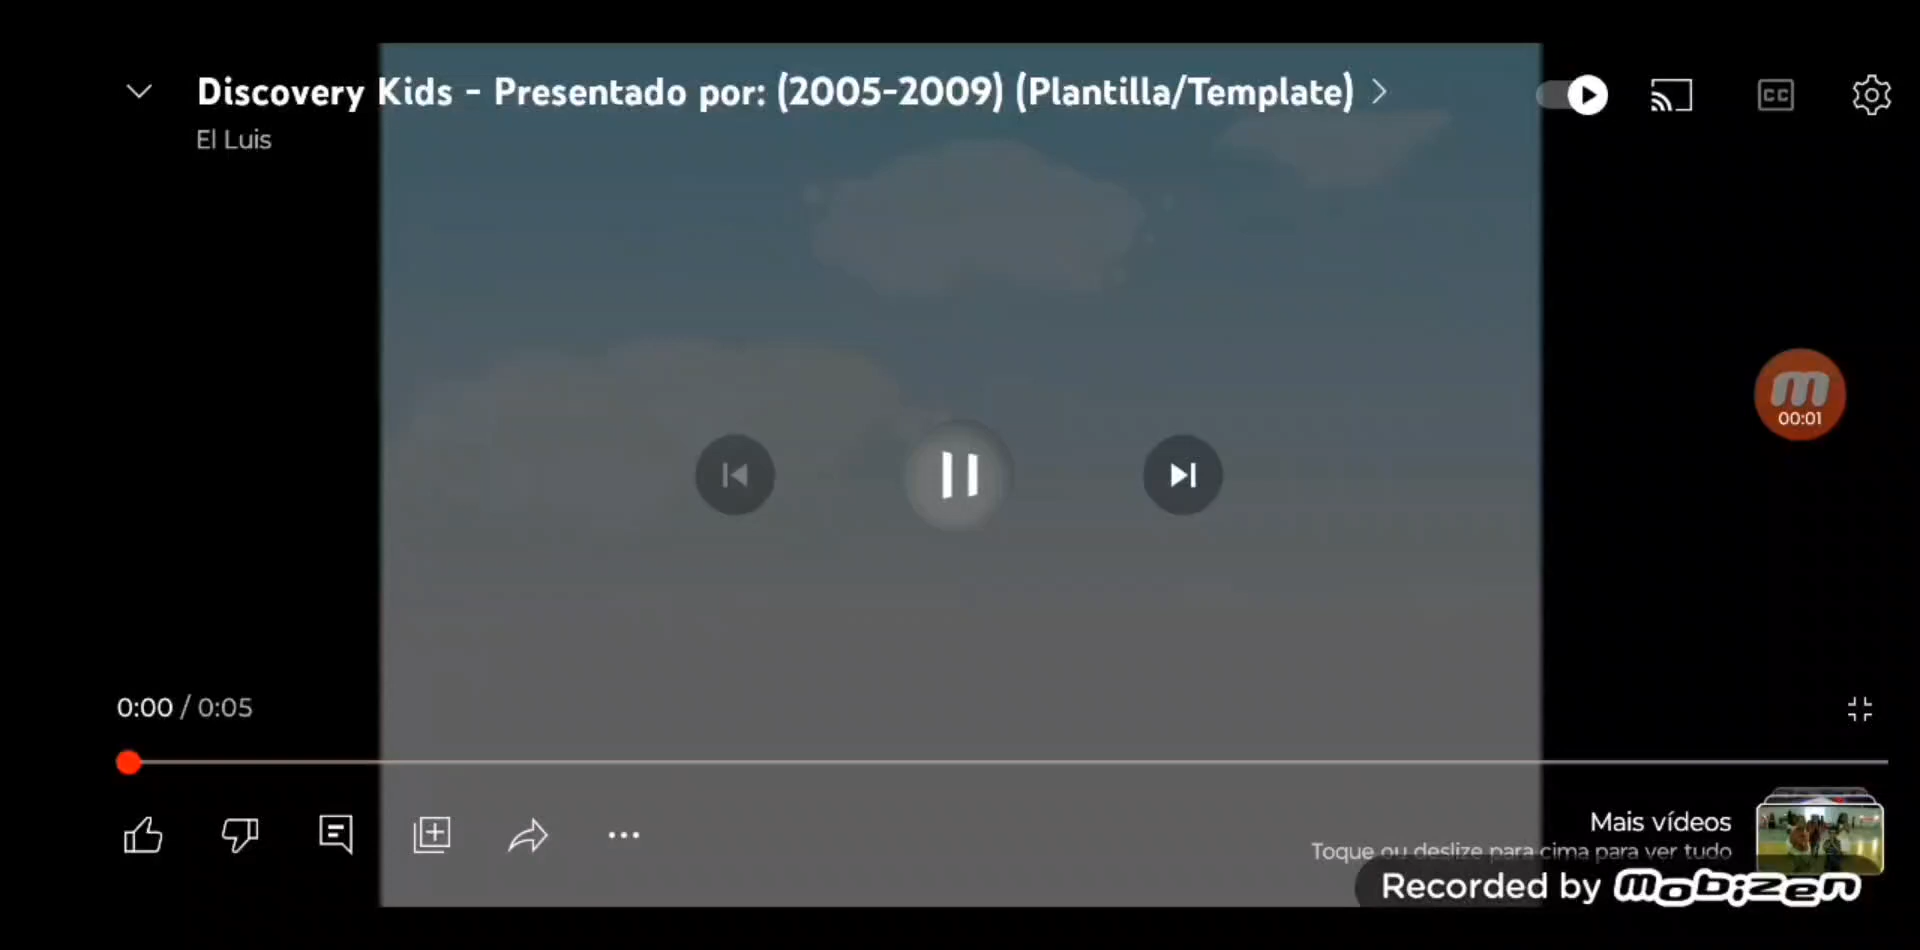 Discovery Kids - Presentado por: (2005-2009) (Plantilla/Template)
El Luis
CC
m
00:01
0:00 / 0:05
Mais vídeos
Toque ou deslize para cima para ver tudo
Recorded by mobizen